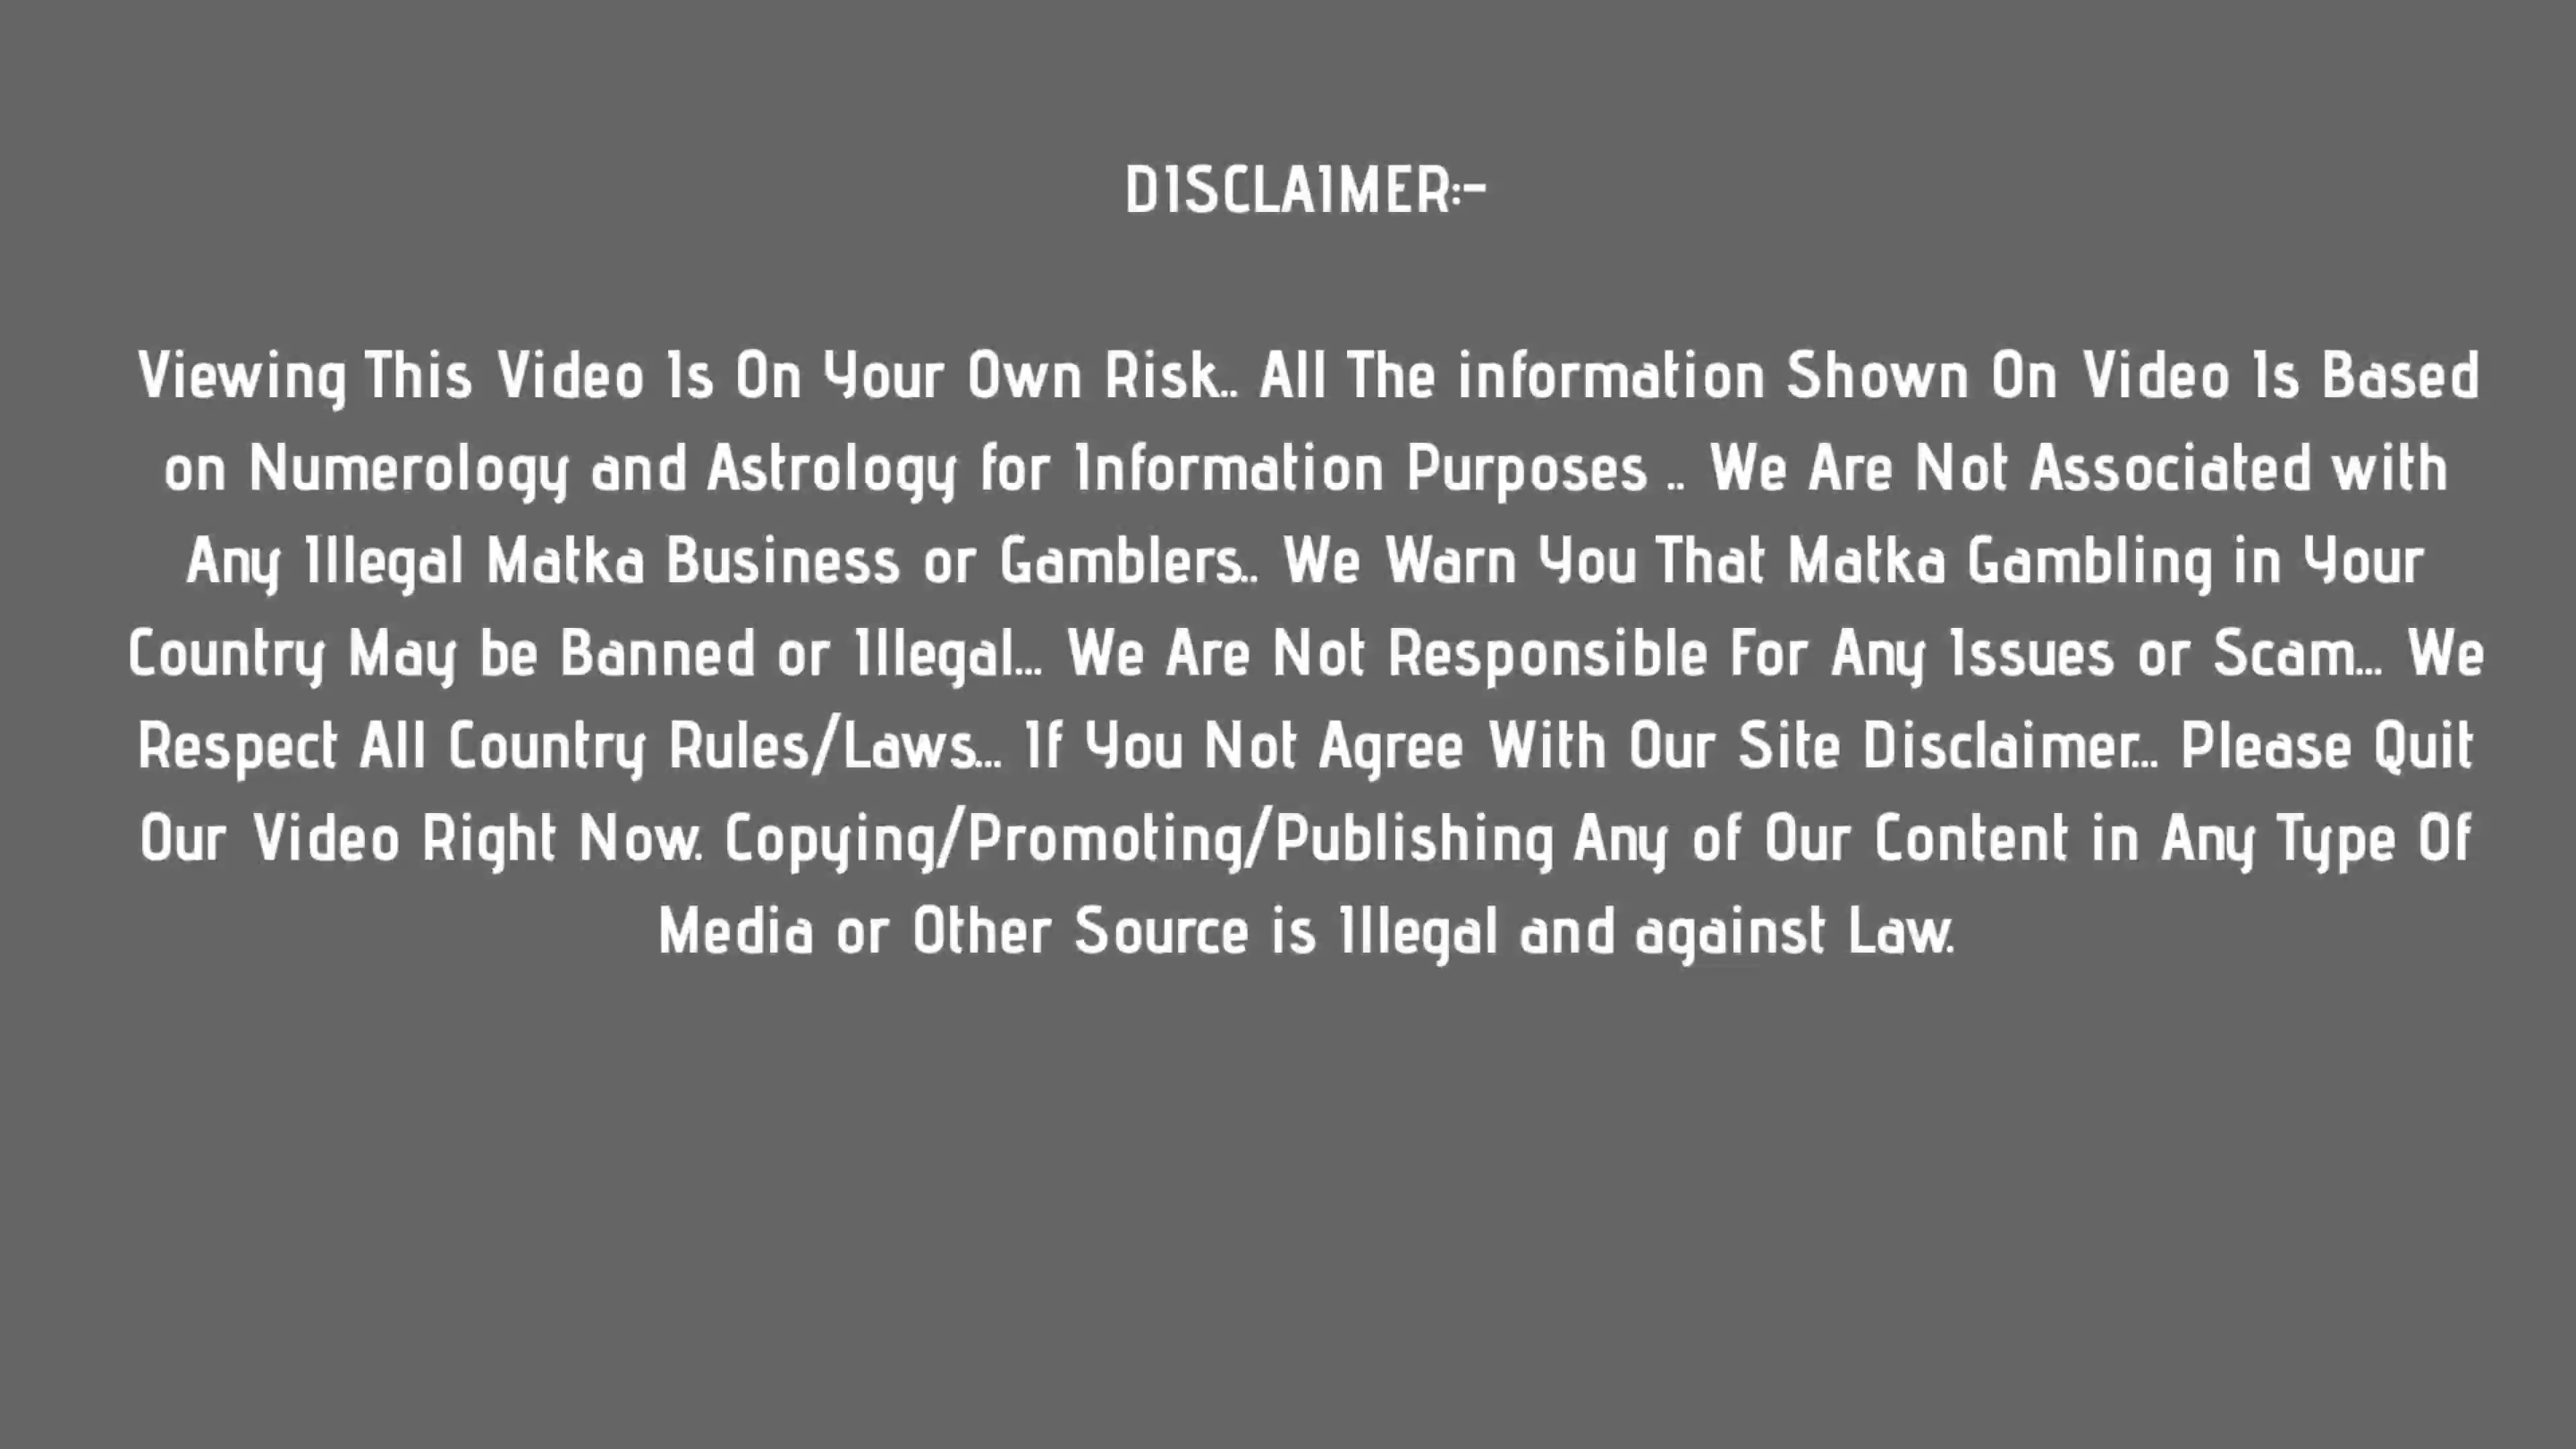 DISCLAIMER:-
Viewing This Video Is On Your Own Risk.. All The information Shown On Video Is Based
on Numerology and Astrology for Information Purposes .. We Are Not Associated with
Any Illegal Matka Business or Gamblers.. We Warn You That Matka Gambling in Your
Country May be Banned or Illegal... We Are Not Responsible For Any Issues or Scam... We
Respect All Country Rules/Laws... If You Not Agree With Our Site Disclaimer... Please Quit
Our Video Right Now. Copying/Promoting/Publishing Any of Our Content in Any Type Of
Media or Other Source is Illegal and against Law.